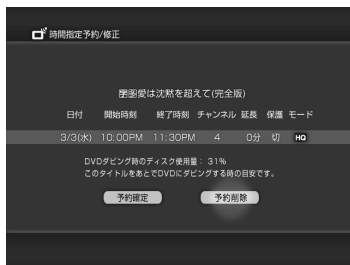 時間指定予約/修正
愛は沈黙を超えて(完全版)
日付 開始時刻 終了時刻 チャンネル 延長 保護 モード
3/3(水) 10:00PM 11:30PM 4 0分 切 HQ
DVDダビング時のディスク使用量： 31%
このタイトルをあとでDVDにダビングする時の目安です。
予約確定 予約削除